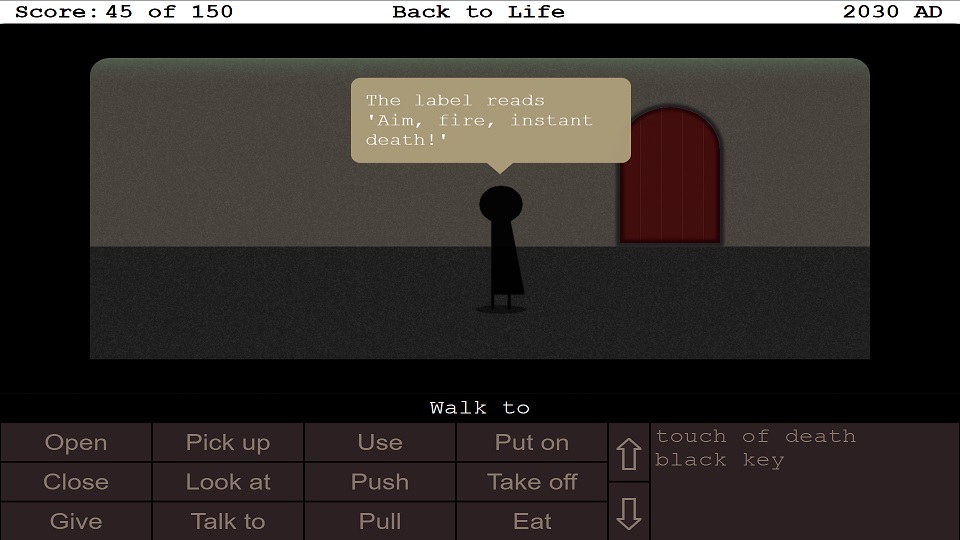 Score: 45 of 150 Back to Life 2030 AD
The label reads
'Aim, fire, instant
death!'
Walk to
Open Pick up Use Put on
Close Look at Push Take off
Give Talk to Pull Eat
touch of death
black key